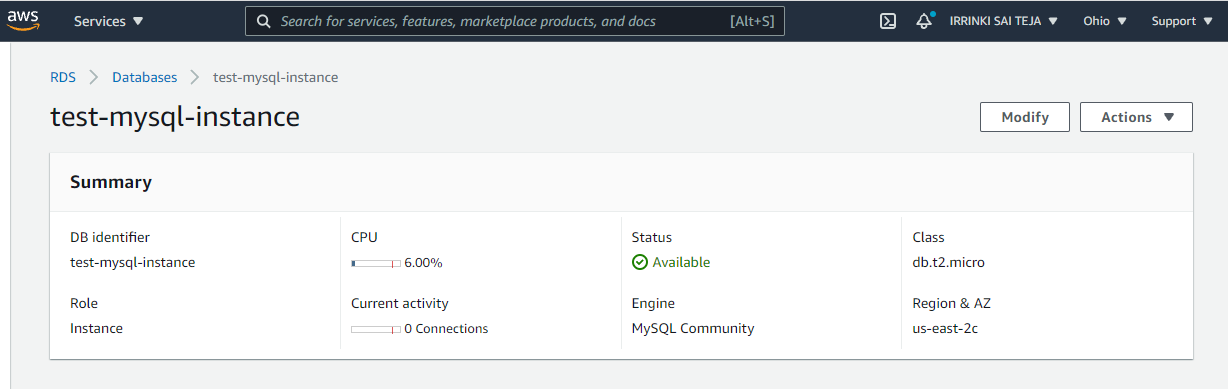 aws Services Search for services, features, marketplace products, and docs [Alt+S] IRRINKI SAI TEJA Ohio Support
RDS Databases test-mysql-instance
test-mysql-instance Modify Actions
Summary
DB identifier CPU Status Class
test-mysql-instance 6.00% Available db.t2.micro
Role Current activity Engine Region & AZ
Instance 0 Connections MySQL Community us-east-2c